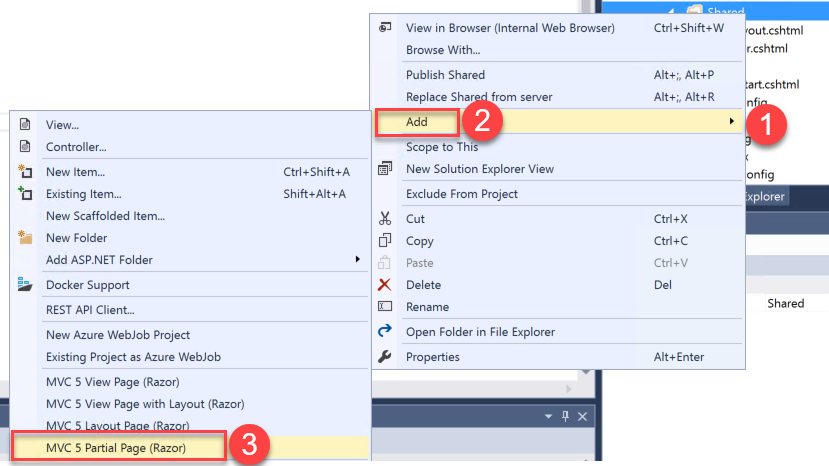 Shared
View in Browser (Internal Web Browser) Ctrl+Shift+W
Browse With...
Publish Shared Alt+;, Alt+P
Replace Shared from server Alt+;, Alt+R
Add
2
1
Scope to This
New Solution Explorer View
Exclude From Project
Cut Ctrl+X
Copy Ctrl+C
Paste Ctrl+V
Delete Del
Rename
Open Folder in File Explorer
Properties Alt+Enter
yout.cshtml
r.cshtml
tart.cshtml
nfig
g
x
onfig
Explorer
Shared
View...
Controller...
New Item... Ctrl+Shift+A
Existing Item... Shift+Alt+A
New Scaffolded Item...
New Folder
Add ASP.NET Folder
Docker Support
REST API Client...
New Azure WebJob Project
Existing Project as Azure WebJob
MVC 5 View Page (Razor)
MVC 5 View Page with Layout (Razor)
MVC 5 Layout Page (Razor)
MVC 5 Partial Page (Razor)
3